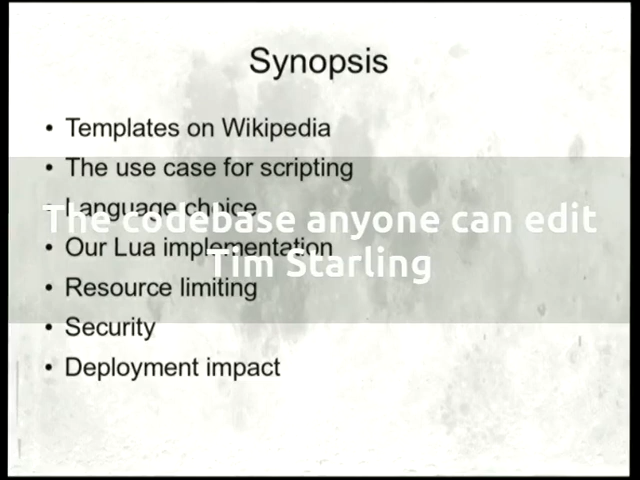 Synopsis
• Templates on Wikipedia
• The use case for scripting
• Language choice
The codebase anyone can edit
• Our Lua implementation
Tim Starling
• Resource limiting
• Security
• Deployment impact